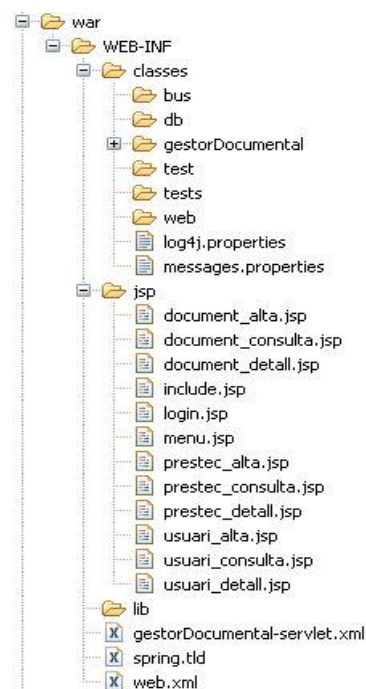 war
WEB-INF
classes
bus
db
gestorDocumental
test
tests
web
log4j.properties
messages.properties
jsp
document_alta.jsp
document_consulta.jsp
document_detall.jsp
include.jsp
login.jsp
menu.jsp
prestec_alta.jsp
prestec_consulta.jsp
prestec_detall.jsp
usuari_alta.jsp
usuari_consulta.jsp
usuari_detall.jsp
lib
gestorDocumental-servlet.xml
spring.tld
web.xml